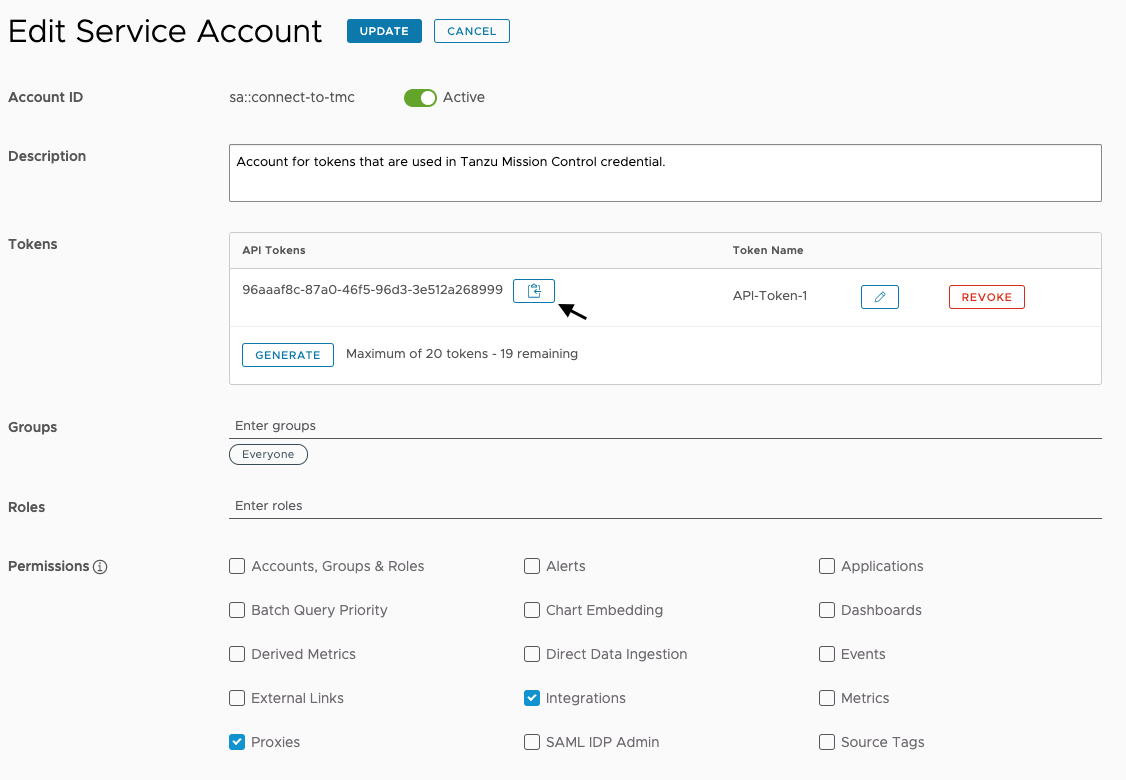 Edit Service Account UPDATE CANCEL
Account ID sa::connect-to-tmc Active
Description Account for tokens that are used in Tanzu Mission Control credential.
Tokens API Tokens Token Name
96aaaf8c-87a0-46f5-96d3-3e512a268999 API-Token-1 REVOKE
GENERATE Maximum of 20 tokens - 19 remaining
Groups Enter groups
Everyone
Roles Enter roles
Permissions Accounts, Groups & Roles Alerts Applications
Batch Query Priority Chart Embedding Dashboards
Derived Metrics Direct Data Ingestion Events
External Links Integrations Metrics
Proxies SAML IDP Admin Source Tags